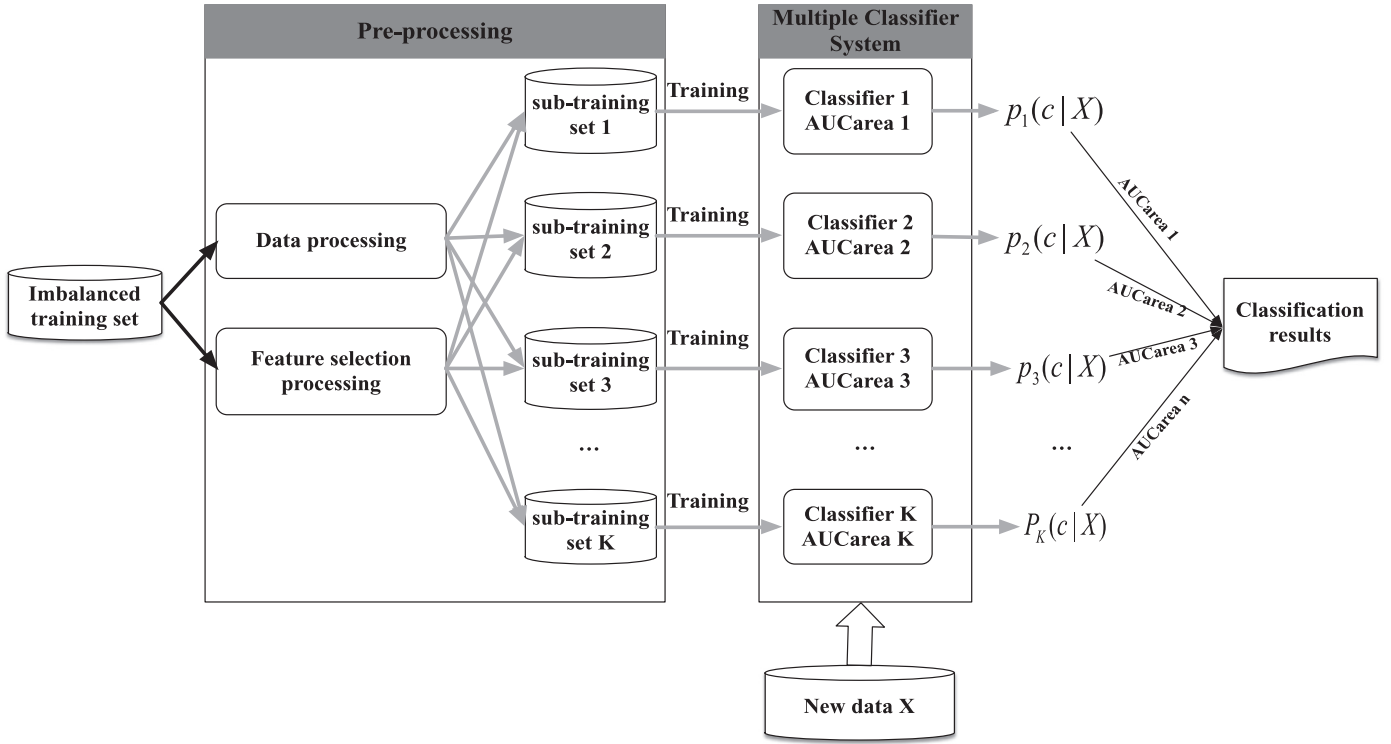 Pre-processing
Multiple Classifier
System
Imbalanced
training set
Data processing
Feature selection
processing
sub-training
set 1
sub-training
set 2
sub-training
set 3
...
sub-training
set K
Training
Training
Training
Training
Classifier 1
AUCarea 1
Classifier 2
AUCarea 2
Classifier 3
AUCarea 3
...
Classifier K
AUCarea K
p₁(c|X)
p₂(c|X)
p₃(c|X)
...
P_K(c|X)
AUCarea 1
AUCarea 2
AUCarea 3
AUCarea n
Classification
results
New data X